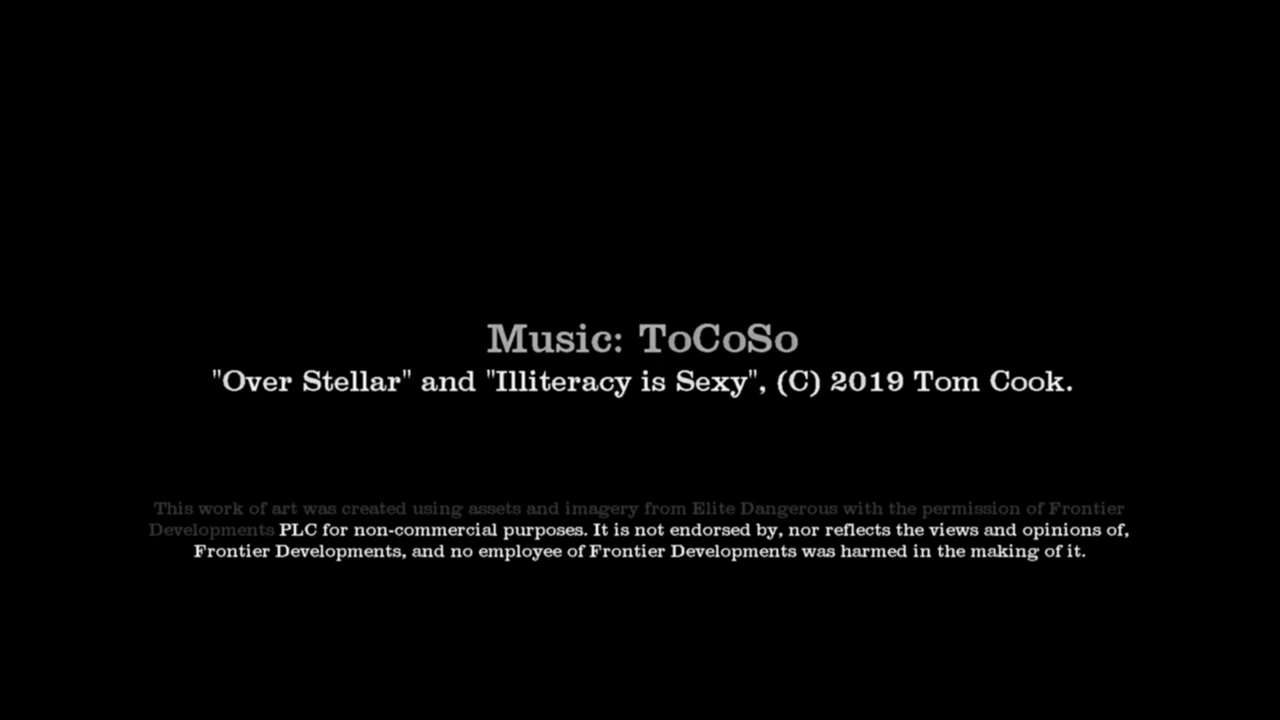 Music: ToCoSo
"Over Stellar" and "Illiteracy is Sexy", (C) 2019 Tom Cook.
This work of art was created using assets and imagery from Elite Dangerous with the permission of Frontier
Developments PLC for non-commercial purposes. It is not endorsed by, nor reflects the views and opinions of,
Frontier Developments, and no employee of Frontier Developments was harmed in the making of it.